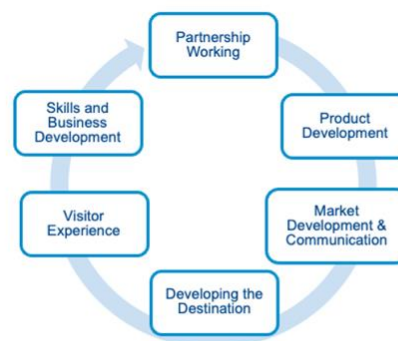 Partnership
Working
Product
Development
Market
Development &
Communication
Developing the
Destination
Visitor
Experience
Skills and
Business
Development